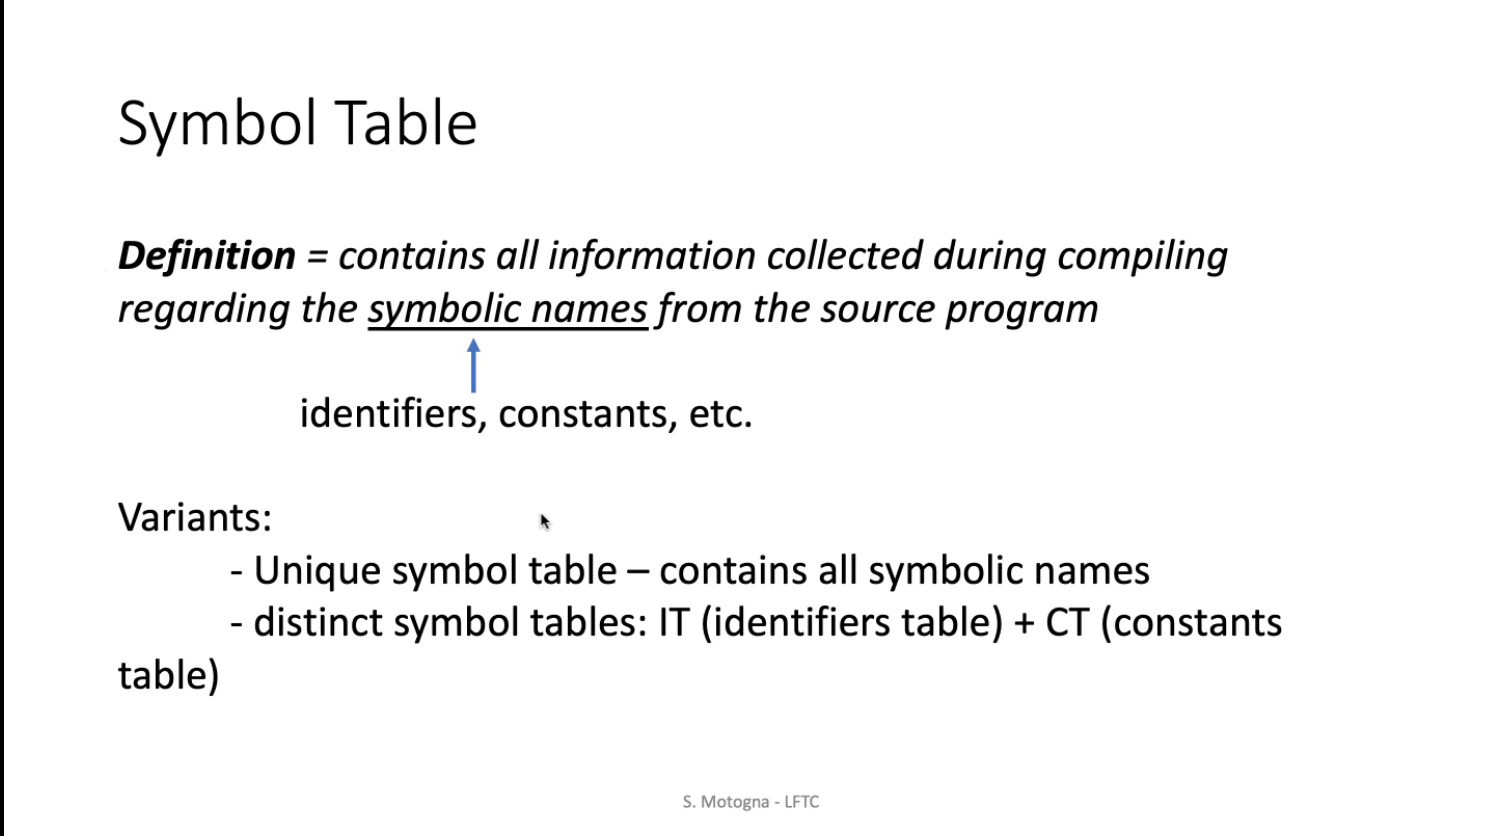 Symbol Table
Definition = contains all information collected during compiling
regarding the symbolic names from the source program
identifiers, constants, etc.
Variants:
- Unique symbol table – contains all symbolic names
- distinct symbol tables: IT (identifiers table) + CT (constants
table)
S. Motogna - LFTC